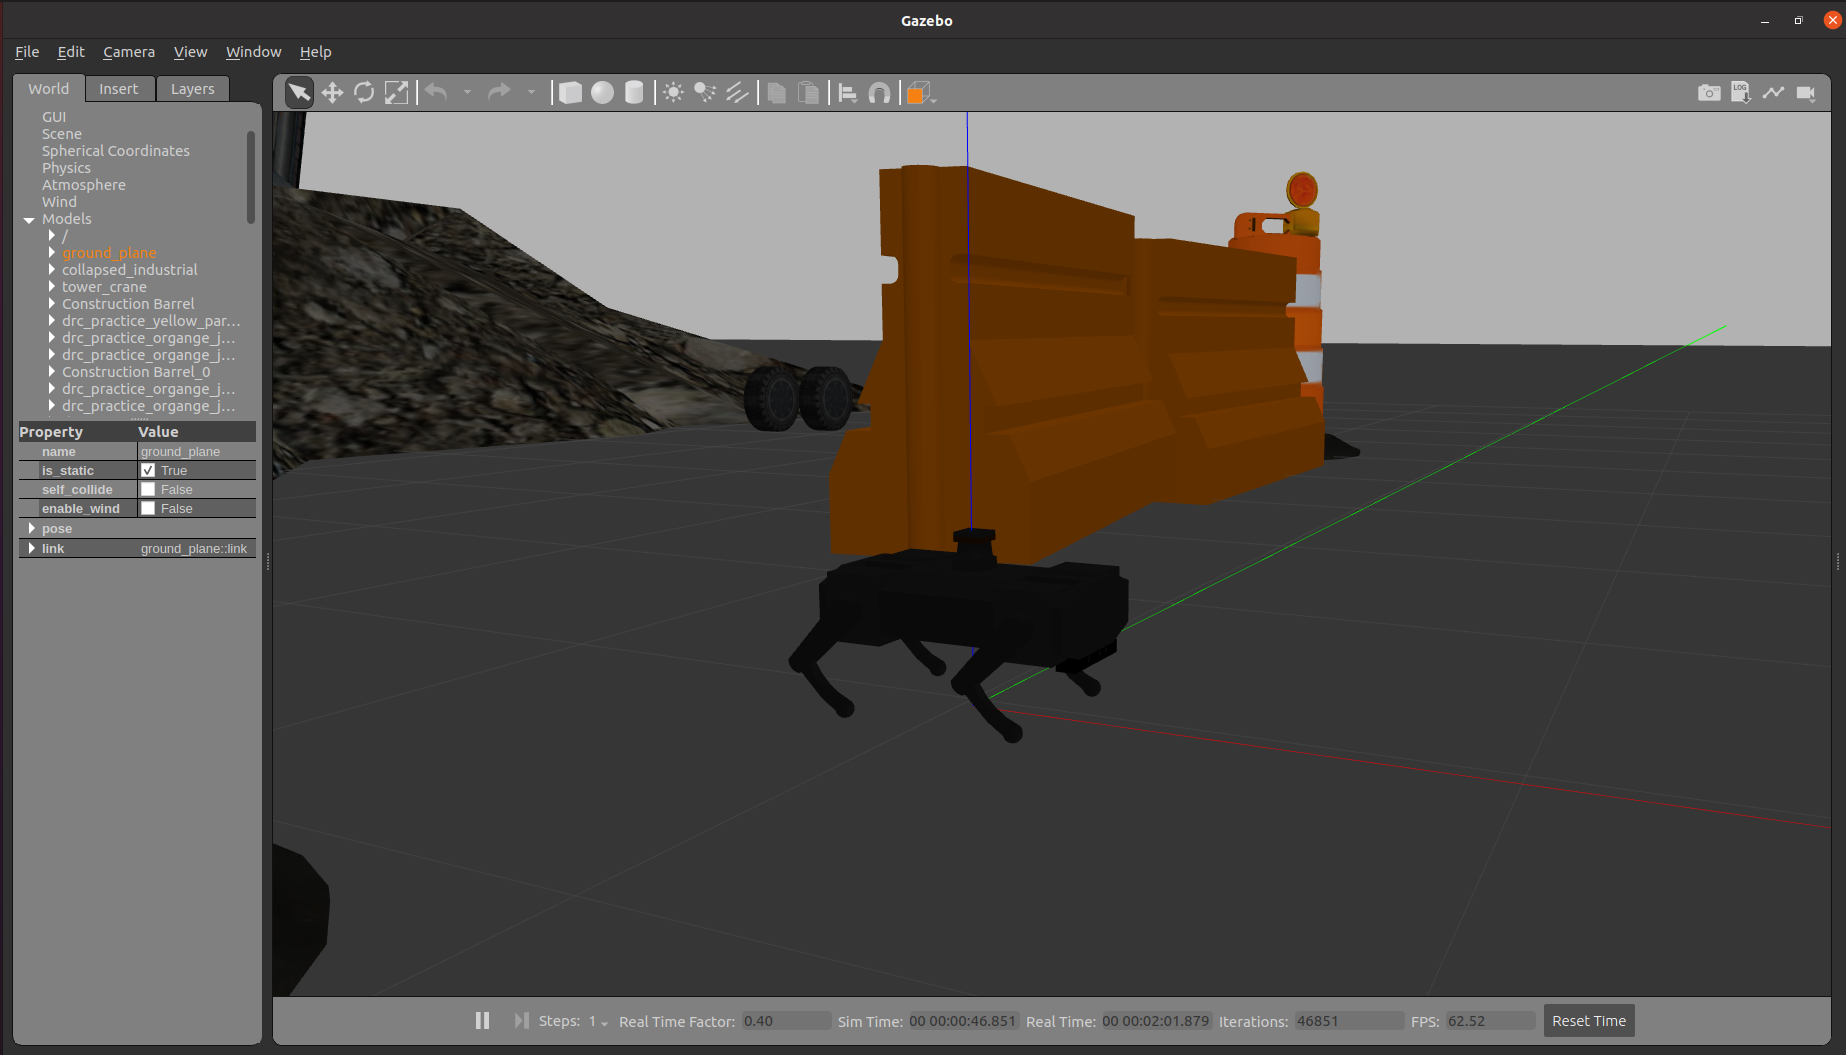 Gazebo
File Edit Camera View Window Help
World Insert Layers
LOG
GUI
Scene
Spherical Coordinates
Physics
Atmosphere
Wind
Models
/
ground_plane
collapsed_industrial
tower_crane
Construction Barrel
drc_practice_yellow_par...
drc_practice_organge_j...
drc_practice_organge_j...
Construction Barrel_0
drc_practice_organge_j...
drc_practice_organge_j...
Property Value
name ground_plane
is_static True
self_collide False
enable_wind False
pose
link ground_plane::link
Steps: 1 Real Time Factor: 0.40 Sim Time: 00 00:00:46.851 Real Time: 00 00:02:01.879 Iterations: 46851 FPS: 62.52 Reset Time